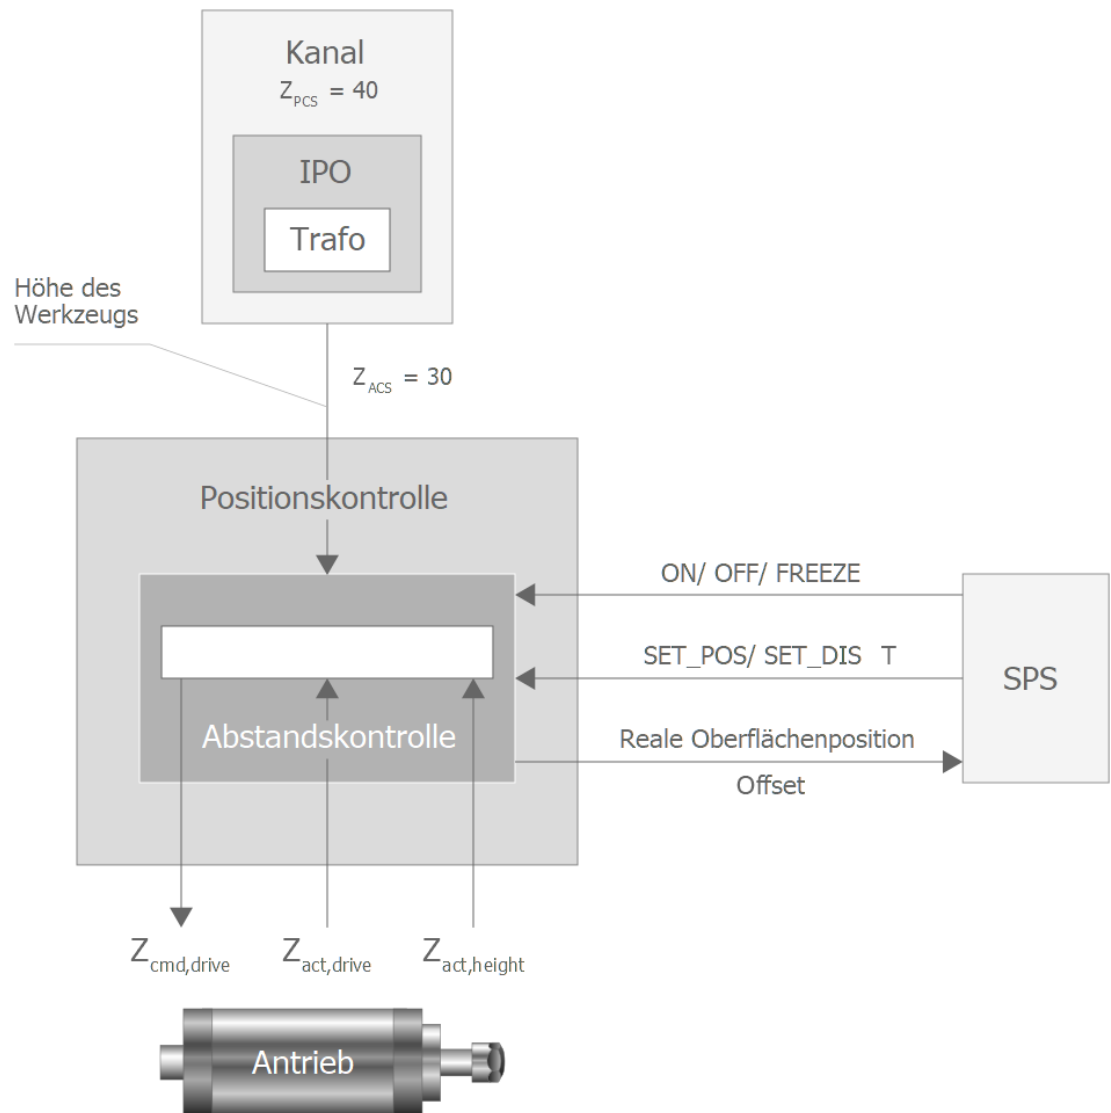 Kanal
Z_PCS = 40
IPO
Trafo
Höhe des
Werkzeugs
Z_ACS = 30
Positionskontrolle
ON/ OFF/ FREEZE
SET_POS/ SET_DIS T
SPS
Abstandskontrolle
Reale Oberflächenposition
Offset
Z_cmd,drive
Z_act,drive
Z_act,height
Antrieb